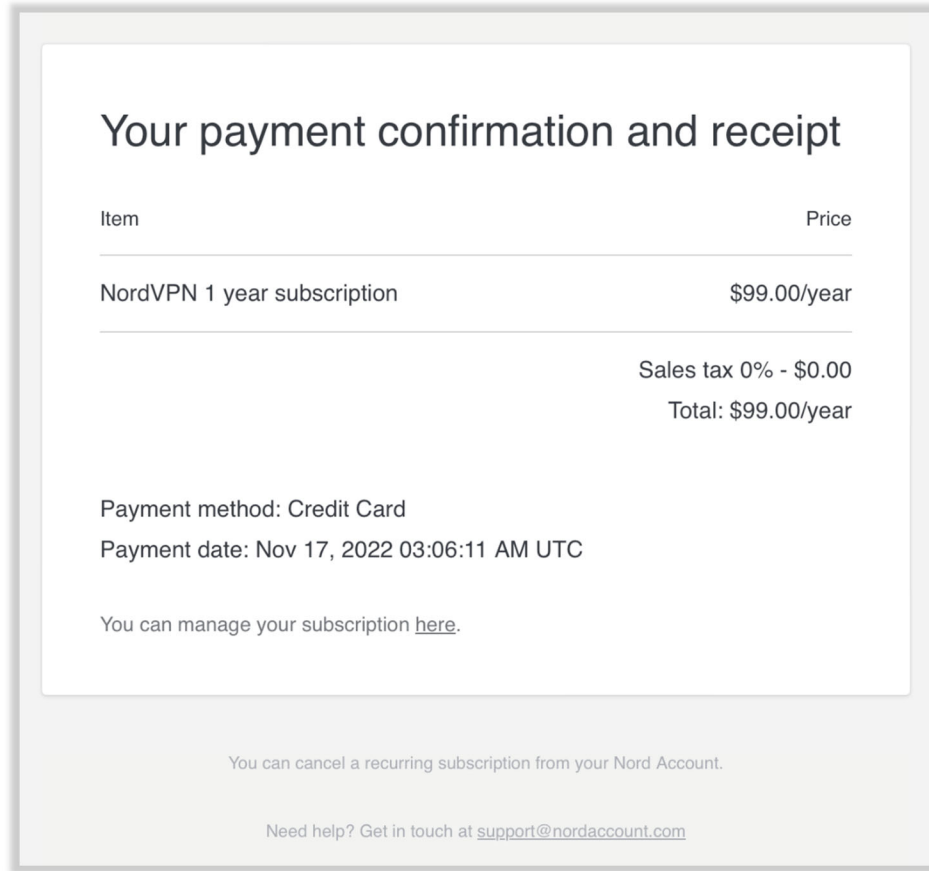 Your payment confirmation and receipt
Item Price
NordVPN 1 year subscription $99.00/year
Sales tax 0% - $0.00
Total: $99.00/year
Payment method: Credit Card
Payment date: Nov 17, 2022 03:06:11 AM UTC
You can manage your subscription here.
You can cancel a recurring subscription from your Nord Account.
Need help? Get in touch at support@nordaccount.com